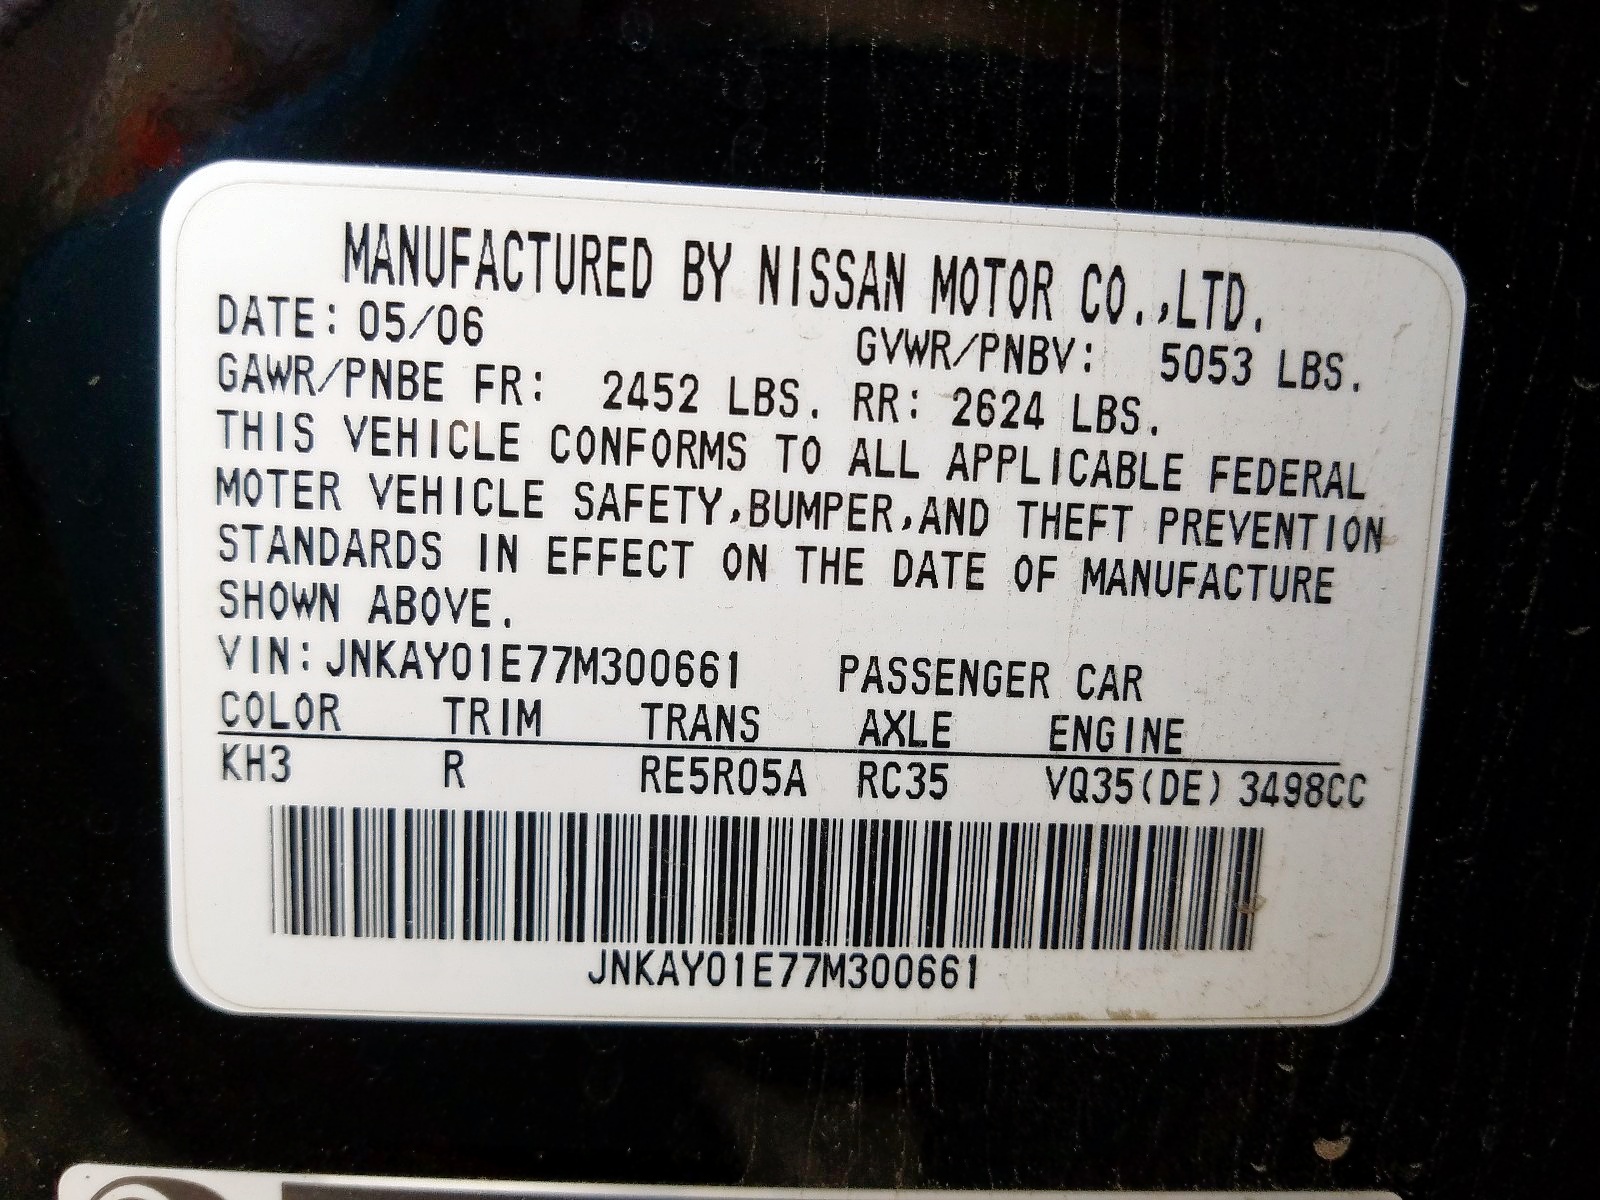 MANUFACTURED BY NISSAN MOTOR CO.,LTD.
DATE: 05/06 GVWR/PNBV: 5053 LBS.
GAWR/PNBE FR: 2452 LBS. RR: 2624 LBS.
THIS VEHICLE CONFORMS TO ALL APPLICABLE FEDERAL
MOTER VEHICLE SAFETY,BUMPER,AND THEFT PREVENTION
STANDARDS IN EFFECT ON THE DATE OF MANUFACTURE
SHOWN ABOVE.
VIN:JNKAY01E77M300661 PASSENGER CAR
COLOR TRIM TRANS AXLE ENGINE
KH3 R RE5R05A RC35 VQ35(DE) 3498CC
JNKAY01E77M300661